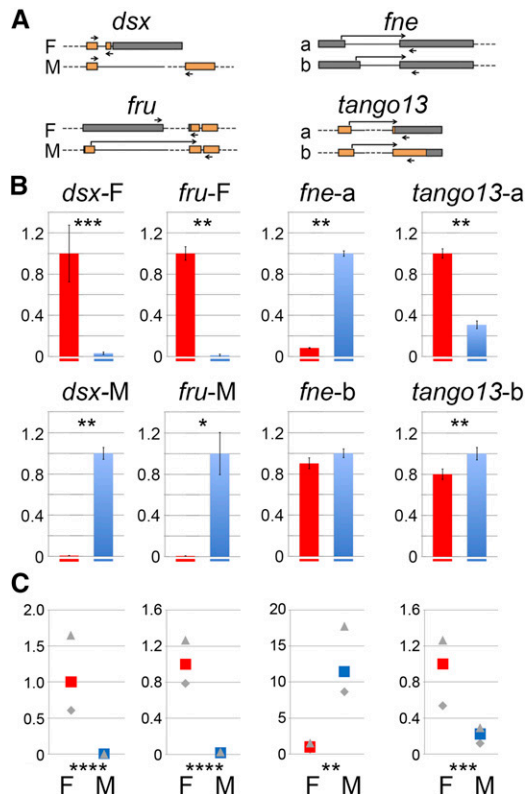 A
dsx
fne
F
M
a
b
fru
tango13
F
M
a
b
B
dsx-F fru-F fne-a tango13-a
*** ** ** **
1.2 1.2 1.2 1.2
0.8 0.8 0.8 0.8
0.4 0.4 0.4 0.4
0 0 0 0
dsx-M fru-M fne-b tango13-b
** * **
1.2 1.2 1.2 1.2
0.8 0.8 0.8 0.8
0.4 0.4 0.4 0.4
0 0 0 0
C
2.0 1.6 20 1.6
1.5 1.2 15 1.2
1.0 0.8 10 0.8
0.5 0.4 5 0.4
0.0 0.0 0 0.0
**** **** ** ***
F M F M F M F M